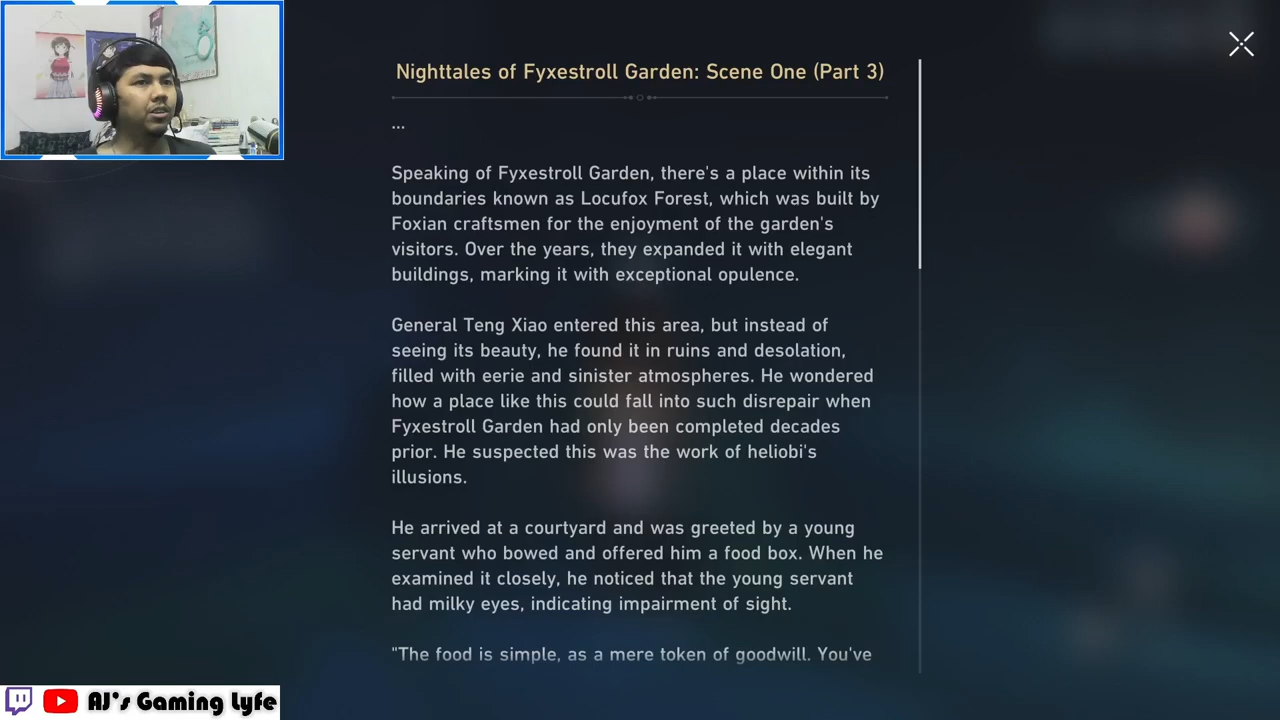 Nighttales of Fyxestroll Garden: Scene One (Part 3)
...
Speaking of Fyxestroll Garden, there's a place within its
boundaries known as Locufox Forest, which was built by
Foxian craftsmen for the enjoyment of the garden's
visitors. Over the years, they expanded it with elegant
buildings, marking it with exceptional opulence.
General Teng Xiao entered this area, but instead of
seeing its beauty, he found it in ruins and desolation,
filled with eerie and sinister atmospheres. He wondered
how a place like this could fall into such disrepair when
Fyxestroll Garden had only been completed decades
prior. He suspected this was the work of heliobi's
illusions.
He arrived at a courtyard and was greeted by a young
servant who bowed and offered him a food box. When he
examined it closely, he noticed that the young servant
had milky eyes, indicating impairment of sight.
"The food is simple, as a mere token of goodwill. You've
AJ's Gaming Lyfe